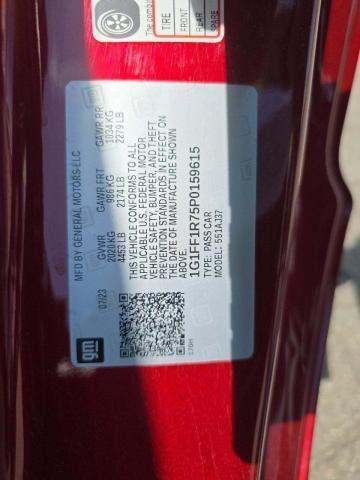 The combined
TIRE
FRONT
REAR
SPARE
MFD BY GENERAL MOTORS LLC
07/23
GVWR
2020 KG
4453 LB
GAWR FRT
986 KG
2174 LB
GAWR RR
1034 KG
2279 LB
THIS VEHICLE CONFORMS TO ALL
APPLICABLE U.S. FEDERAL MOTOR
VEHICLE SAFETY, BUMPER, AND THEFT
PREVENTION STANDARDS IN EFFECT ON THE
DATE OF MANUFACTURE SHOWN
ABOVE.
1G1FF1R75P0159615
TYPE: PASS CAR
MODEL: 551AJ37
gm